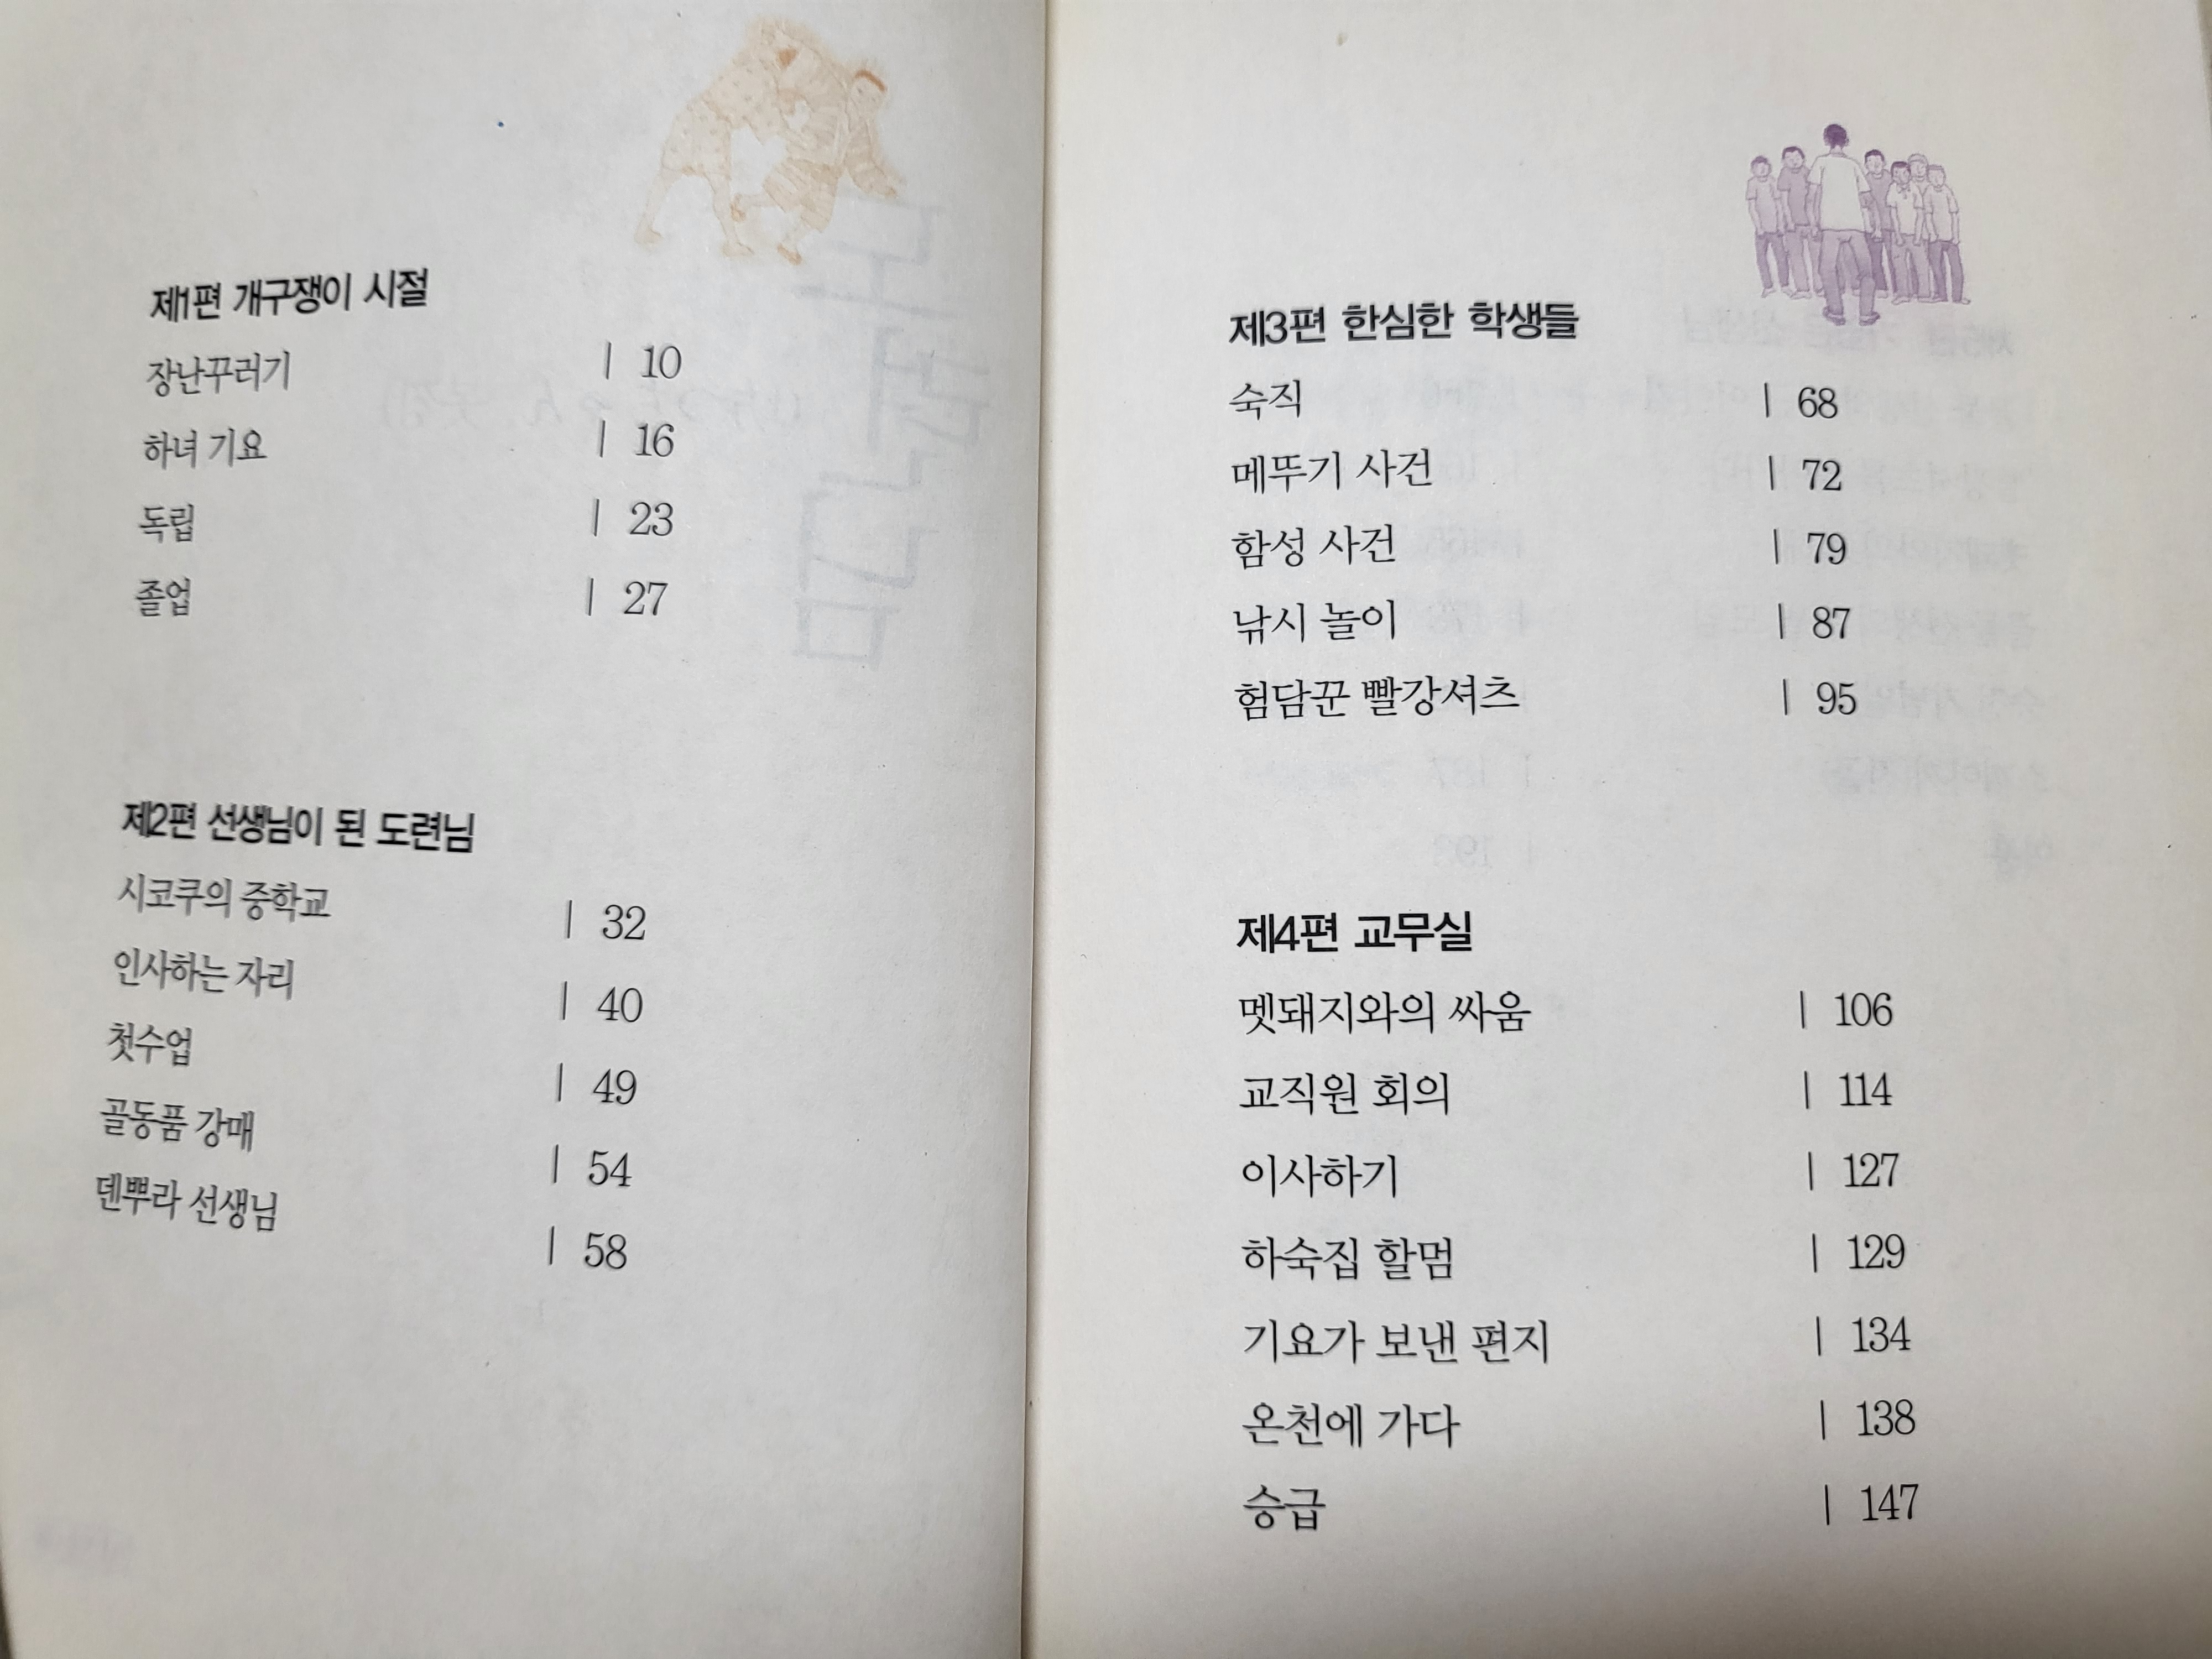 제1편 개구쟁이 시절
장난꾸러기 | 10
하녀 기요 | 16
독립 | 23
졸업 | 27
제2편 선생님이 된 도련님
시코쿠의 중학교 | 32
인사하는 자리 | 40
첫수업 | 49
골동품 강매 | 54
덴뿌라 선생님 | 58
제3편 한심한 학생들
숙직 | 68
메뚜기 사건 | 72
함성 사건 | 79
낚시 놀이 | 87
험담꾼 빨강셔츠 | 95
제4편 교무실
멧돼지와의 싸움 | 106
교직원 회의 | 114
이사하기 | 127
하숙집 할멈 | 129
기요가 보낸 편지 | 134
온천에 가다 | 138
승급 | 147